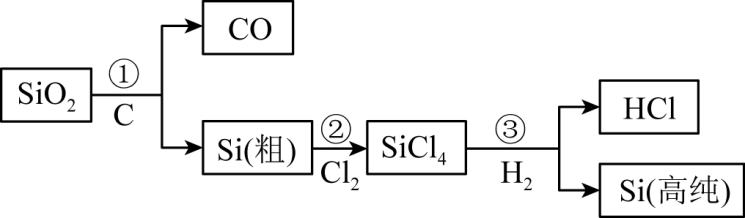 CO
SiO₂
①
C
Si(粗)
②
Cl₂
SiCl₄
③
H₂
HCl
Si(高纯)